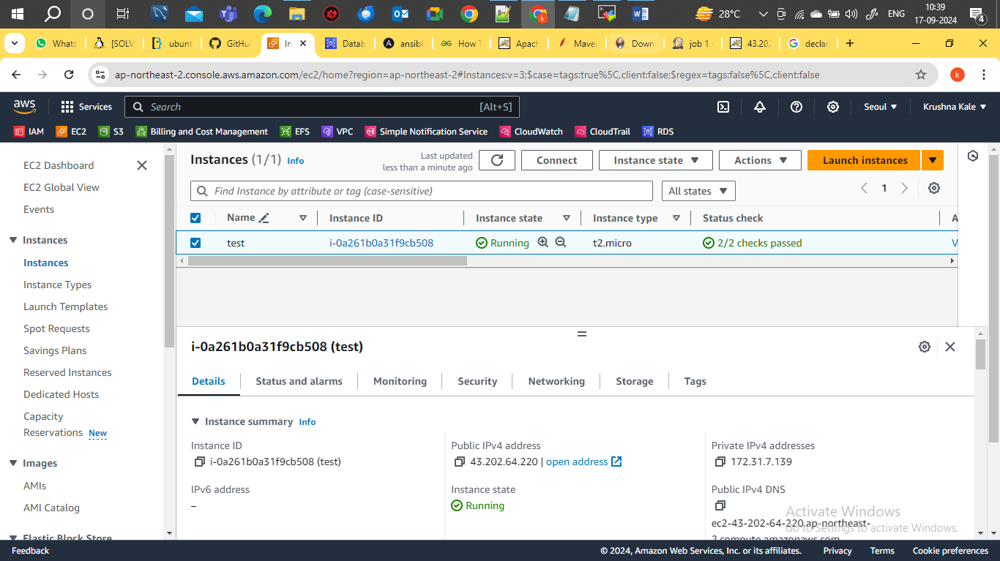 28°C
ENG
10:39
17-09-2024
4
Whats
[SOLV
ubunt
GitHu
In
Datab
ansibl
How T
Apach
Maver
Down
job 1
43.202
declar
ap-northeast-2.console.aws.amazon.com/ec2/home?region=ap-northeast-2#Instances:v=3;$case=tags:true%5C,client:false;$regex=tags:false%5C,client:false
k
aws
Services
Search
[Alt+S]
Seoul
Krushna Kale
IAM
EC2
S3
Billing and Cost Management
EFS
VPC
Simple Notification Service
CloudWatch
CloudTrail
RDS
EC2 Dashboard
EC2 Global View
Events
Instances
Instances
Instance Types
Launch Templates
Spot Requests
Savings Plans
Reserved Instances
Dedicated Hosts
Capacity
Reservations New
Images
AMIs
AMI Catalog
Elastic Block Store
Instances (1/1) Info
Last updated
less than a minute ago
Connect
Instance state
Actions
Launch instances
Find Instance by attribute or tag (case-sensitive)
All states
1
Name
Instance ID
Instance state
Instance type
Status check
A
test
i-0a261b0a31f9cb508
Running
t2.micro
2/2 checks passed
V
i-0a261b0a31f9cb508 (test)
Details
Status and alarms
Monitoring
Security
Networking
Storage
Tags
Instance summary Info
Instance ID
i-0a261b0a31f9cb508 (test)
Public IPv4 address
43.202.64.220 | open address
Private IPv4 addresses
172.31.7.139
IPv6 address
–
Instance state
Running
Public IPv4 DNS
ec2-43-202-64-220.ap-northeast-
2.compute.amazonaws.com
Activate Windows
Go to Settings to activate Windows.
Feedback
© 2024, Amazon Web Services, Inc. or its affiliates.
Privacy
Terms
Cookie preferences